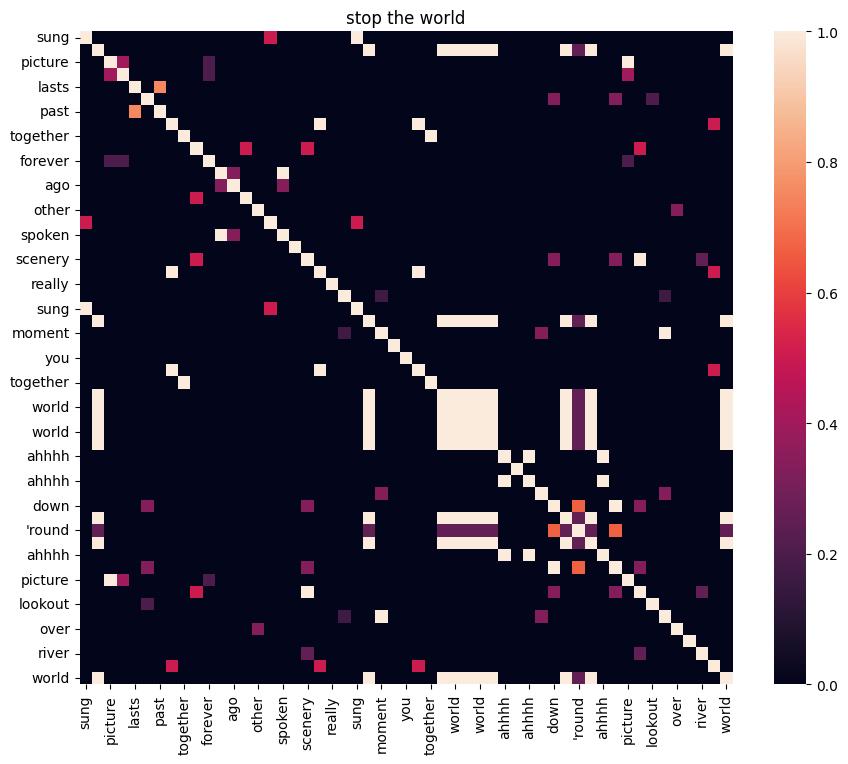 stop the world
sung
picture
lasts
past
together
forever
ago
other
spoken
scenery
really
sung
moment
you
together
world
world
ahhhh
ahhhh
down
'round
ahhhh
picture
lookout
over
river
world
1.0
0.8
0.6
0.4
0.2
0.0
sung
picture
lasts
past
together
forever
ago
other
spoken
scenery
really
sung
moment
you
together
world
world
ahhhh
ahhhh
down
'round
ahhhh
picture
lookout
over
river
world